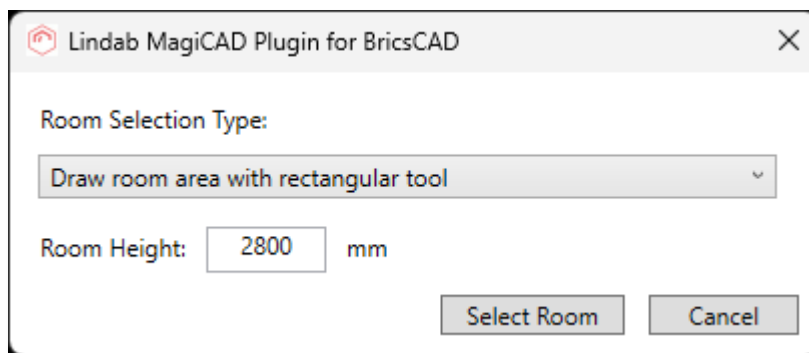 Lindab MagiCAD Plugin for BricsCAD
Room Selection Type:
Draw room area with rectangular tool
Room Height: 2800 mm
Select Room Cancel